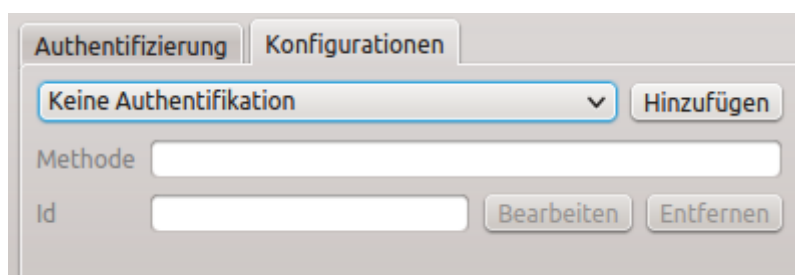 Authentifizierung Konfigurationen
Keine Authentifikation Hinzufügen
Methode
Id Bearbeiten Entfernen